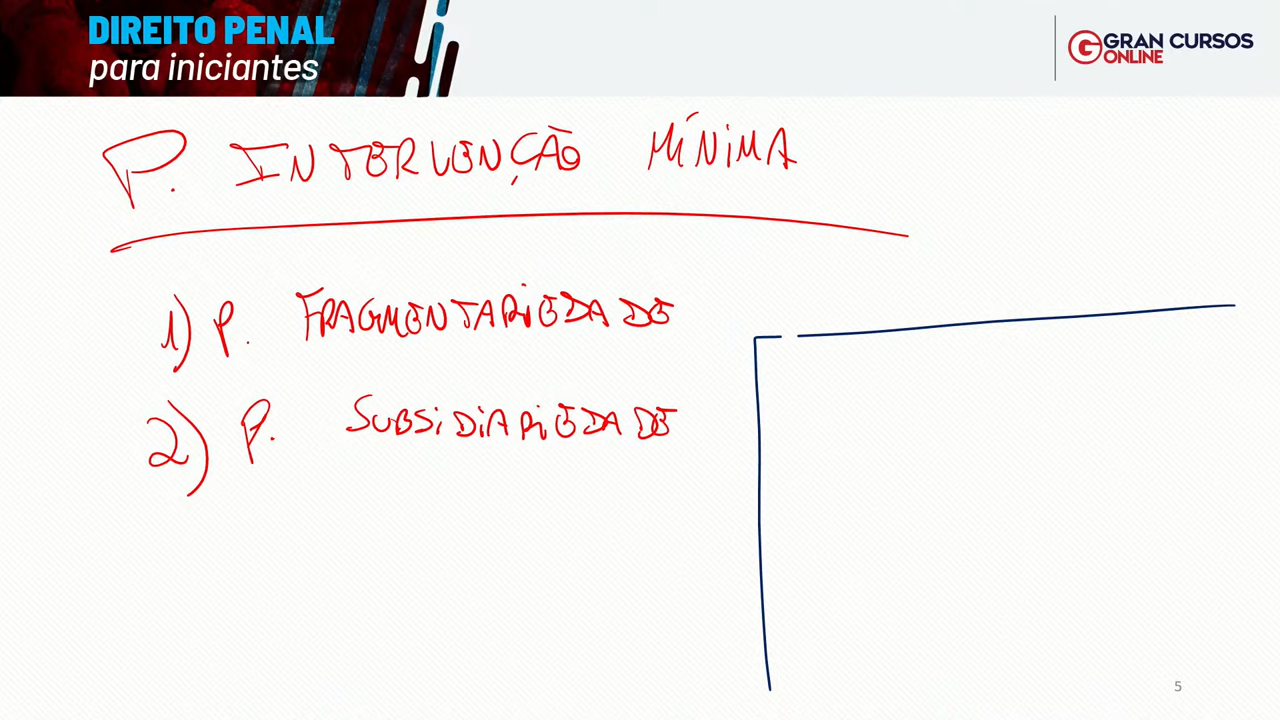 DIREITO PENAL
para iniciantes
GRAN CURSOS
ONLINE
P. INTERVENÇÃO MÍNIMA
1) P. FRAGMENTARIEDADE
2) P. SUBSIDIARIEDADE
5